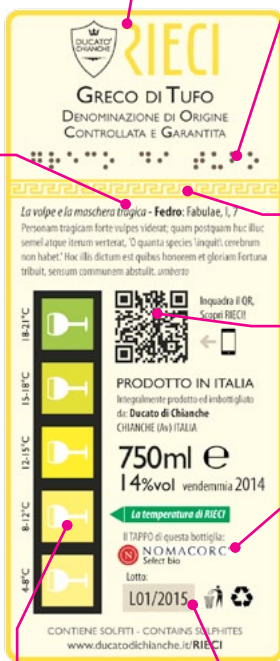 DUCATO
CHIANCHE
RIECI
GRECO DI TUFO
DENOMINAZIONE DI ORIGINE
CONTROLLATA E GARANTITA
La volpe e la maschera tragica - Fedro: Fabulae, I, 7
Personam tragicam forte vulpes viderat; quam postquam huc illuc
semel atque iterum verterat, 'O quanta species' inquit 'cerebrum
non habet.' Hoc illis dictum est quibus honorem et gloriam Fortuna
tribuit, sensum communem abstulit. umberto
18-21°C
15-18°C
12-15°C
8-12°C
4-8°C
Inquadra il QR,
Scopri RIECI!
PRODOTTO IN ITALIA
Integralmente prodotto ed imbottigliato
da: Ducato di Chianche
CHIANCHE (Av) ITALIA
750ml ℮
14%vol vendemmia 2014
La temperatura di RIECI
Il TAPPO di questa bottiglia:
N NOMACORC
Select bio
Lotto:
L01/2015
CONTIENE SOLFITI - CONTAINS SULPHITES
www.ducatodichianche.it/RIECI